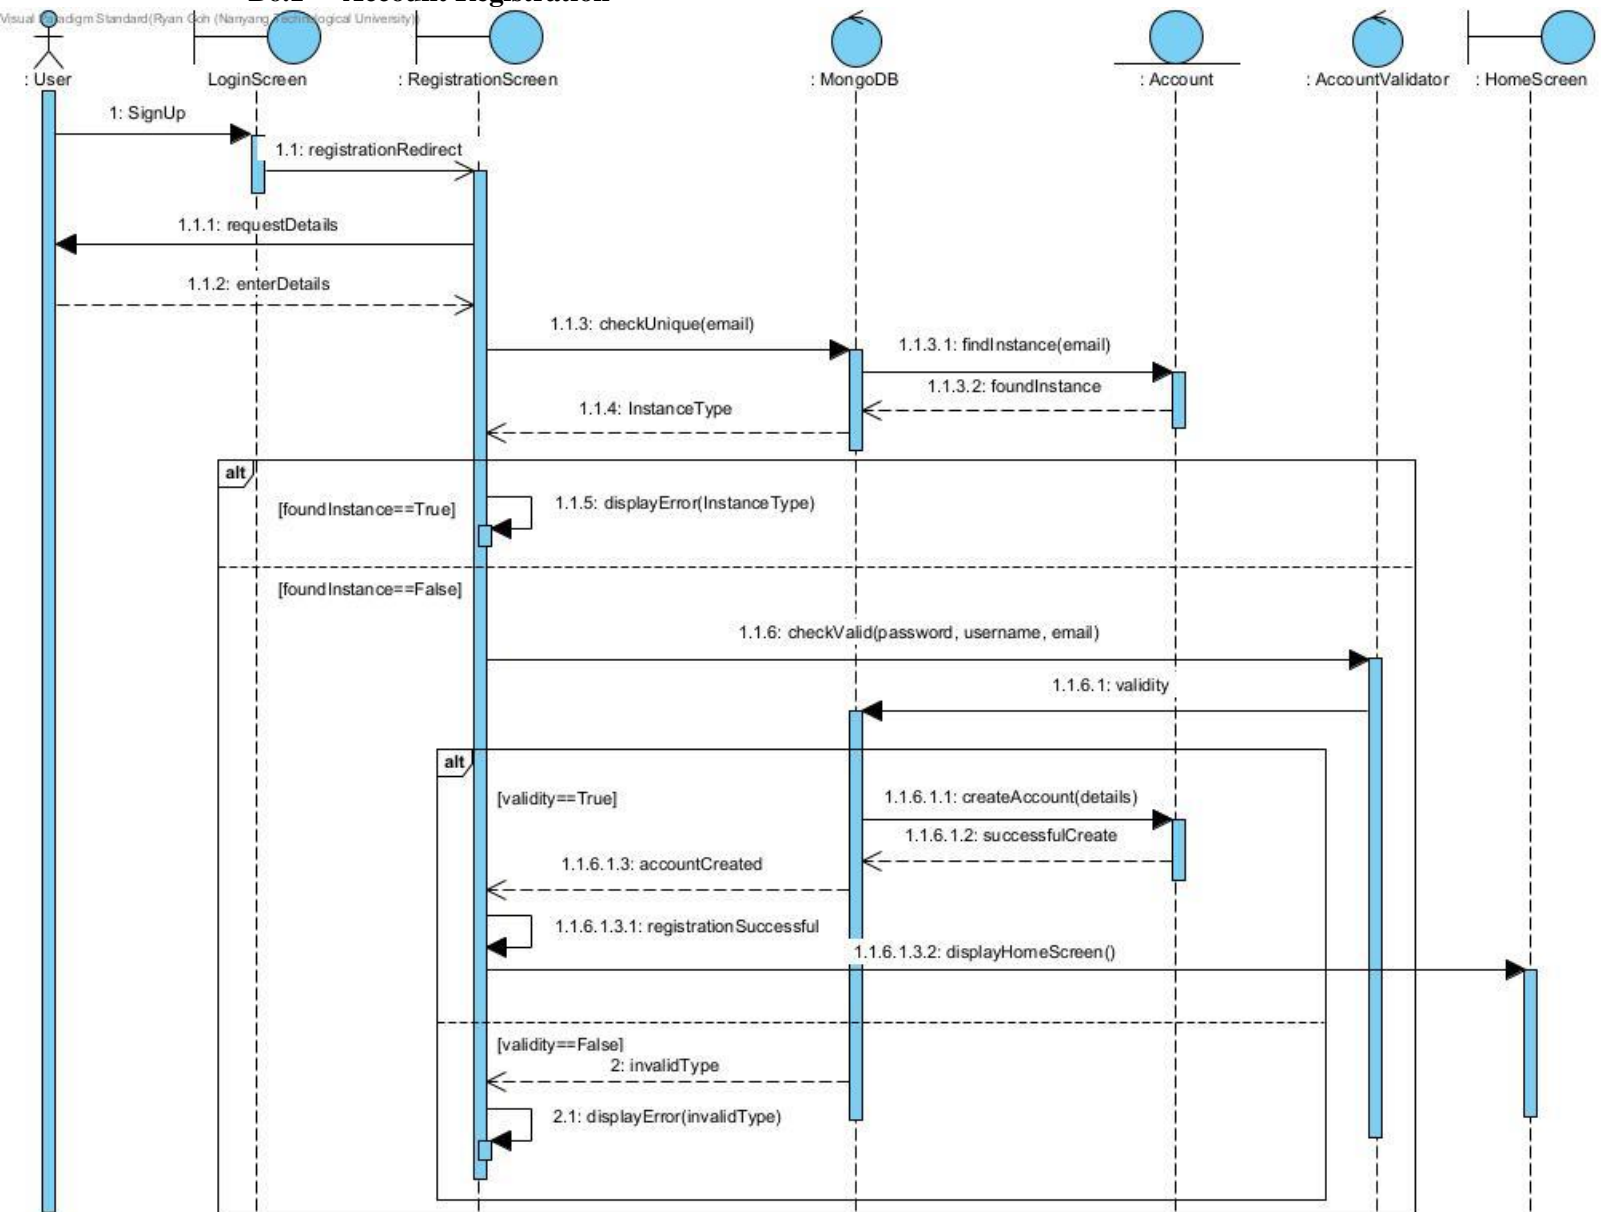 Account Registration
Visual Paradigm Standard(Ryan Goh (Nanyang Technological University))
: User
LoginScreen
: RegistrationScreen
: MongoDB
: Account
: AccountValidator
: HomeScreen
1: SignUp
1.1: registrationRedirect
1.1.1: requestDetails
1.1.2: enterDetails
1.1.3: checkUnique(email)
1.1.3.1: findInstance(email)
1.1.3.2: foundInstance
1.1.4: InstanceType
alt
[foundInstance==True]
1.1.5: displayError(InstanceType)
[foundInstance==False]
1.1.6: checkValid(password, username, email)
1.1.6.1: validity
alt
[validity==True]
1.1.6.1.1: createAccount(details)
1.1.6.1.2: successfulCreate
1.1.6.1.3: accountCreated
1.1.6.1.3.1: registrationSuccessful
1.1.6.1.3.2: displayHomeScreen()
[validity==False]
2: invalidType
2.1: displayError(invalidType)